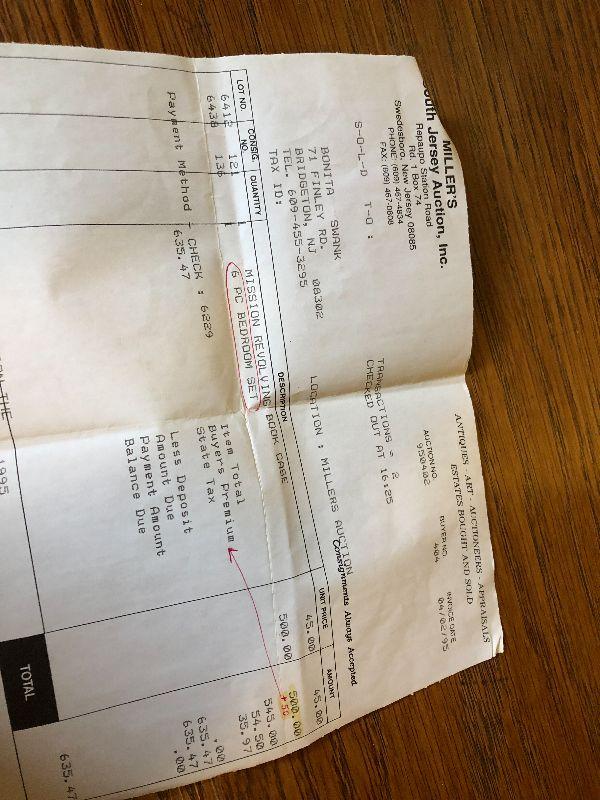 MILLER'S
outh Jersey Auction, Inc.
Repaupo Station Road
Rd. 1 Box 74
Swedesboro, New Jersey 08085
PHONE: (609) 467-4834
FAX: (609) 467-0808
ANTIQUES - ART - AUCTIONEERS - APPRAISALS
ESTATES BOUGHT AND SOLD
AUCTION NO. BUYER NO. INVOICE DATE
950402 404 04/02/95
S-O-L-D T-O :
TRANSACTIONS = 2
CHECKED OUT AT 16:25
BONITA SWANK
71 FINLEY RD.
BRIDGETON, NJ 08302
TEL. 609-455-3295
TAX ID:
LOCATION : MILLERS AUCTION
Consignments Always Accepted
LOT NO. CONSIG. NO. QUANTITY DESCRIPTION UNIT PRICE AMOUNT
121 1 MISSION REVOLVING BOOK CASE 45.00 45.00
6438 136 1 6 PC BEDROOM SET 500.00 500.00
+ 50
Item Total 545.00
Buyers Premium 54.50
State Tax 35.97
Payment Method - CHECK : 6229
635.47
Less Deposit .00
Amount Due 635.47
Payment Amount 635.47
Balance Due .00
THE
1995
TOTAL 635.47